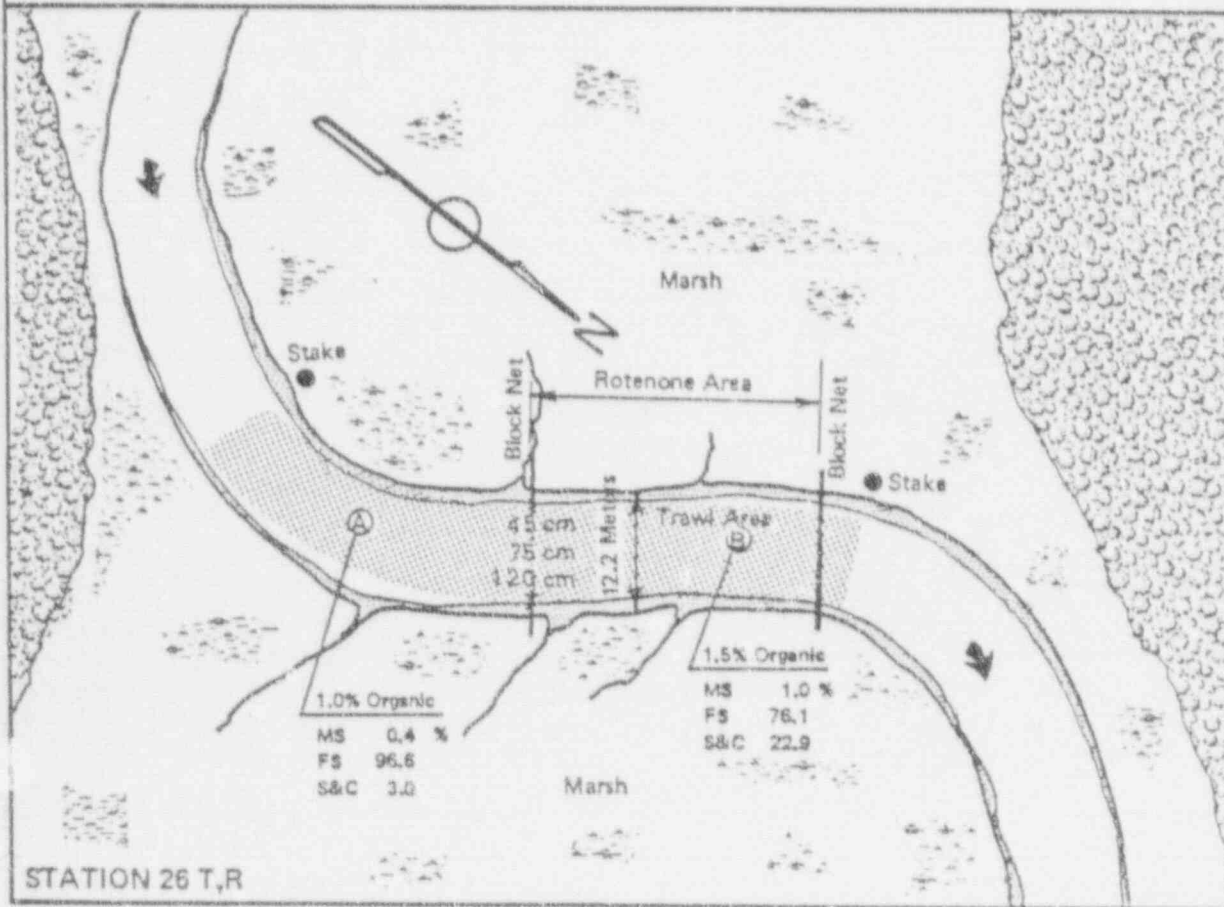 N
Marsh
Stake
Block Net
Rotenone Area
Block Net
Stake
45 cm
75 cm
120 cm
12.2 Meters
Trawl Area
A
B
1.0% Organic
MS 0.4 %
FS 96.6
S&C 3.0
1.5% Organic
MS 1.0 %
FS 76.1
S&C 22.9
Marsh
STATION 26 T,R